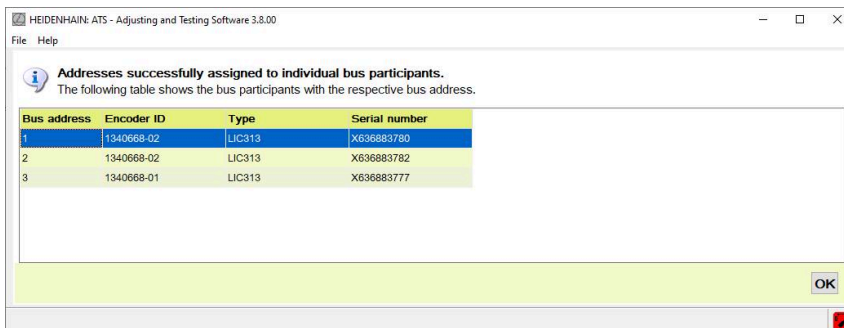 HEIDENHAIN: ATS - Adjusting and Testing Software 3.8.00
File Help
Addresses successfully assigned to individual bus participants.
The following table shows the bus participants with the respective bus address.
Bus address Encoder ID Type Serial number
1 1340668-02 LIC313 X636883780
2 1340668-02 LIC313 X636883782
3 1340668-01 LIC313 X636883777
OK